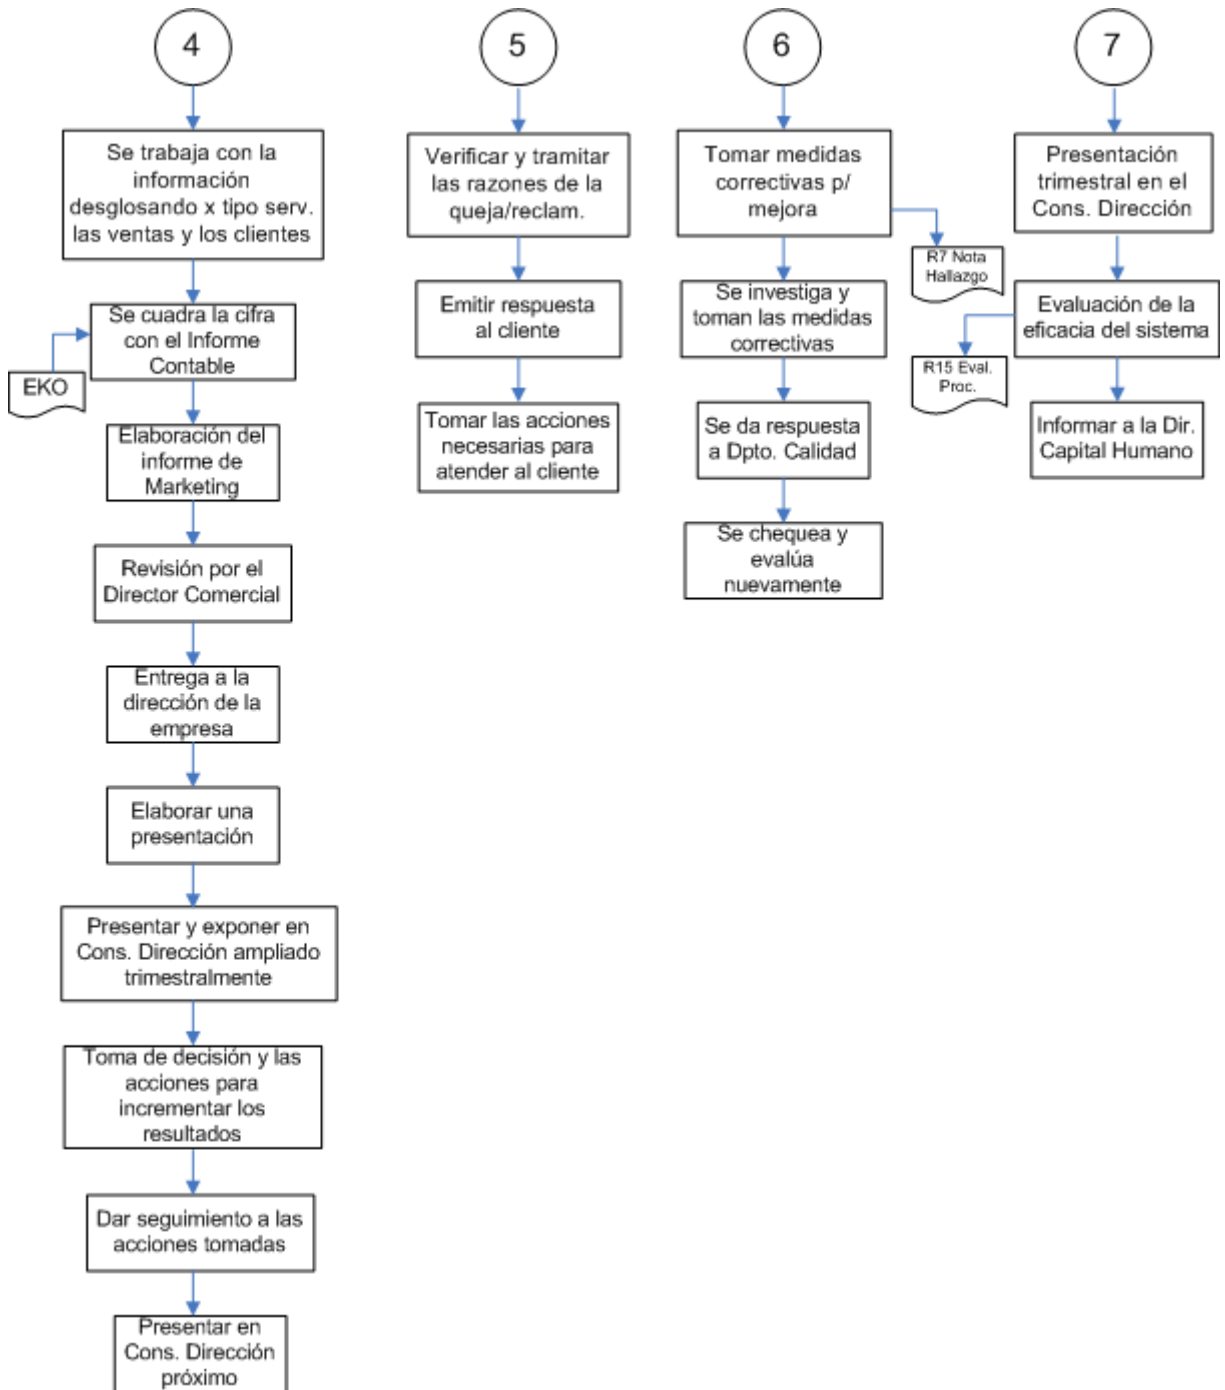 4
Se trabaja con la
información
desglosando x tipo serv.
las ventas y los clientes
Se cuadra la cifra
con el Informe
Contable
EKO
Elaboración del
informe de
Marketing
Revisión por el
Director Comercial
Entrega a la
dirección de la
empresa
Elaborar una
presentación
Presentar y exponer en
Cons. Dirección ampliado
trimestralmente
Toma de decisión y las
acciones para
incrementar los
resultados
Dar seguimiento a las
acciones tomadas
Presentar en
Cons. Dirección
próximo
5
Verificar y tramitar
las razones de la
queja/reclam.
Emitir respuesta
al cliente
Tomar las acciones
necesarias para
atender al cliente
6
Tomar medidas
correctivas p/
mejora
R7 Nota
Hallazgo
Se investiga y
toman las medidas
correctivas
Se da respuesta
a Dpto. Calidad
Se chequea y
evalúa
nuevamente
7
Presentación
trimestral en el
Cons. Dirección
Evaluación de la
eficacia del sistema
R15 Eval.
Proc.
Informar a la Dir.
Capital Humano